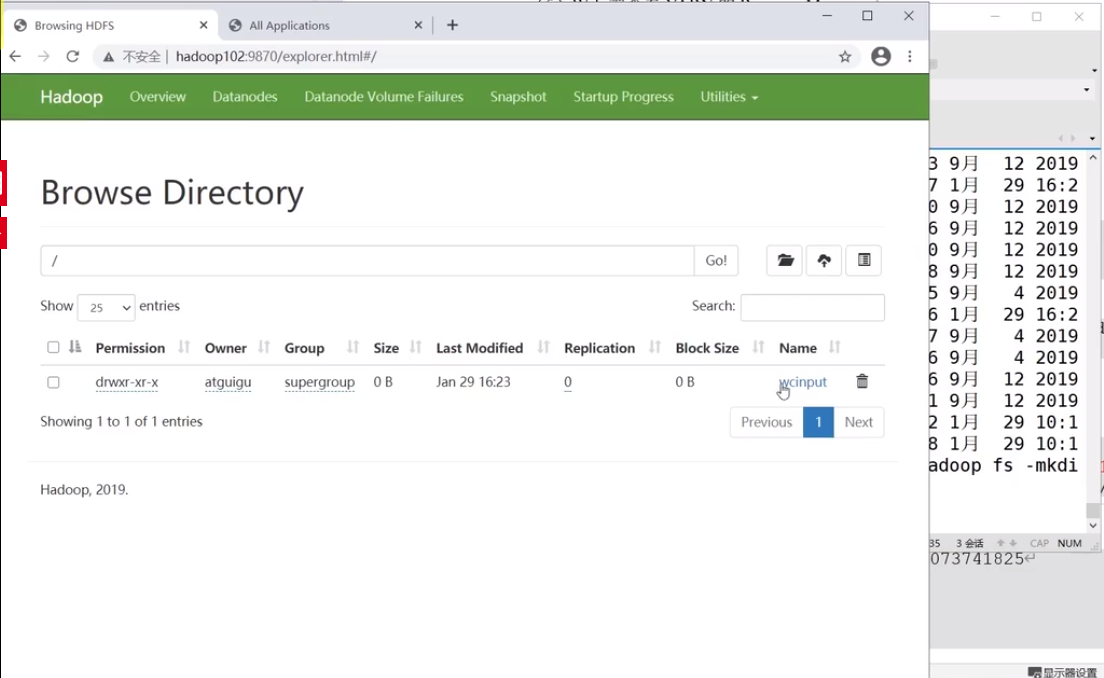 Browsing HDFS
All Applications
不安全 | hadoop102:9870/explorer.html#/
Hadoop Overview Datanodes Datanode Volume Failures Snapshot Startup Progress Utilities
Browse Directory
/ Go!
Show 25 entries Search:
Permission Owner Group Size Last Modified Replication Block Size Name
drwxr-xr-x atguigu supergroup 0 B Jan 29 16:23 0 0 B wcinput
Showing 1 to 1 of 1 entries Previous 1 Next
Hadoop, 2019.
3 9月 12 2019
7 1月 29 16:2
0 9月 12 2019
6 9月 12 2019
0 9月 12 2019
8 9月 12 2019
5 9月 4 2019
6 1月 29 16:2
7 9月 4 2019
6 9月 4 2019
6 9月 12 2019
1 9月 12 2019
2 1月 29 10:1
8 1月 29 10:1
adoop fs -mkdi
35 3 会话 CAP NUM
073741825
显示器设置